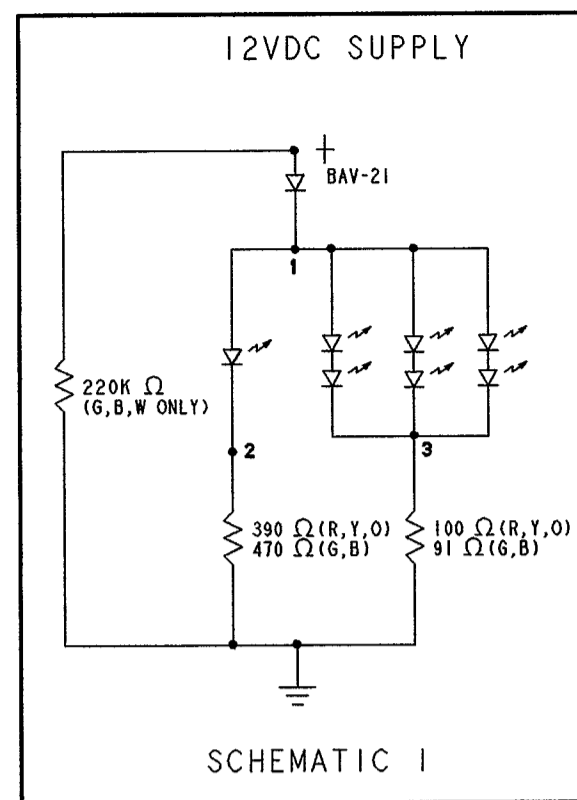 12VDC SUPPLY
+
BAV-21
1
220K Ω
(G,B,W ONLY)
2
3
390 Ω(R,Y,O)
470 Ω(G,B)
100 Ω(R,Y,O)
91 Ω(G,B)
SCHEMATIC 1